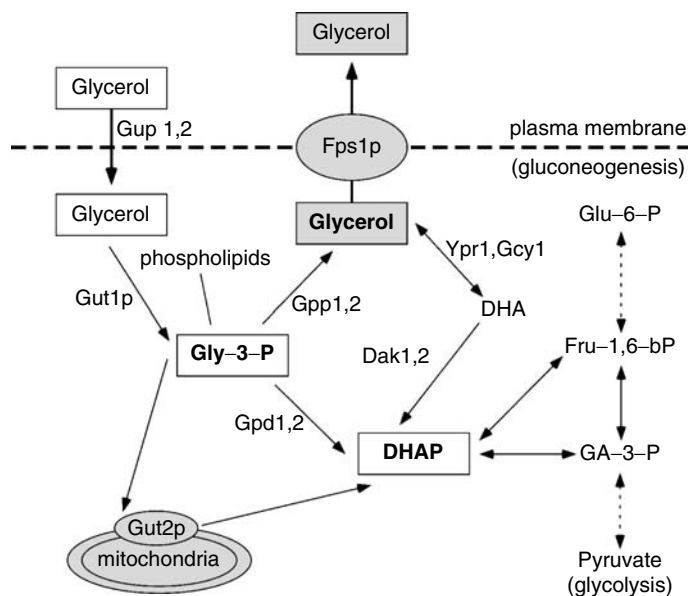 Glycerol
Glycerol
Gup 1,2
Fps1p
plasma membrane
(gluconeogenesis)
Glycerol
Glycerol
Glu–6–P
phospholipids
Ypr1,Gcy1
Gut1p
Gpp1,2
DHA
Gly–3–P
Dak1,2
Fru–1,6–bP
Gpd1,2
DHAP
GA–3–P
Gut2p
mitochondria
Pyruvate
(glycolysis)